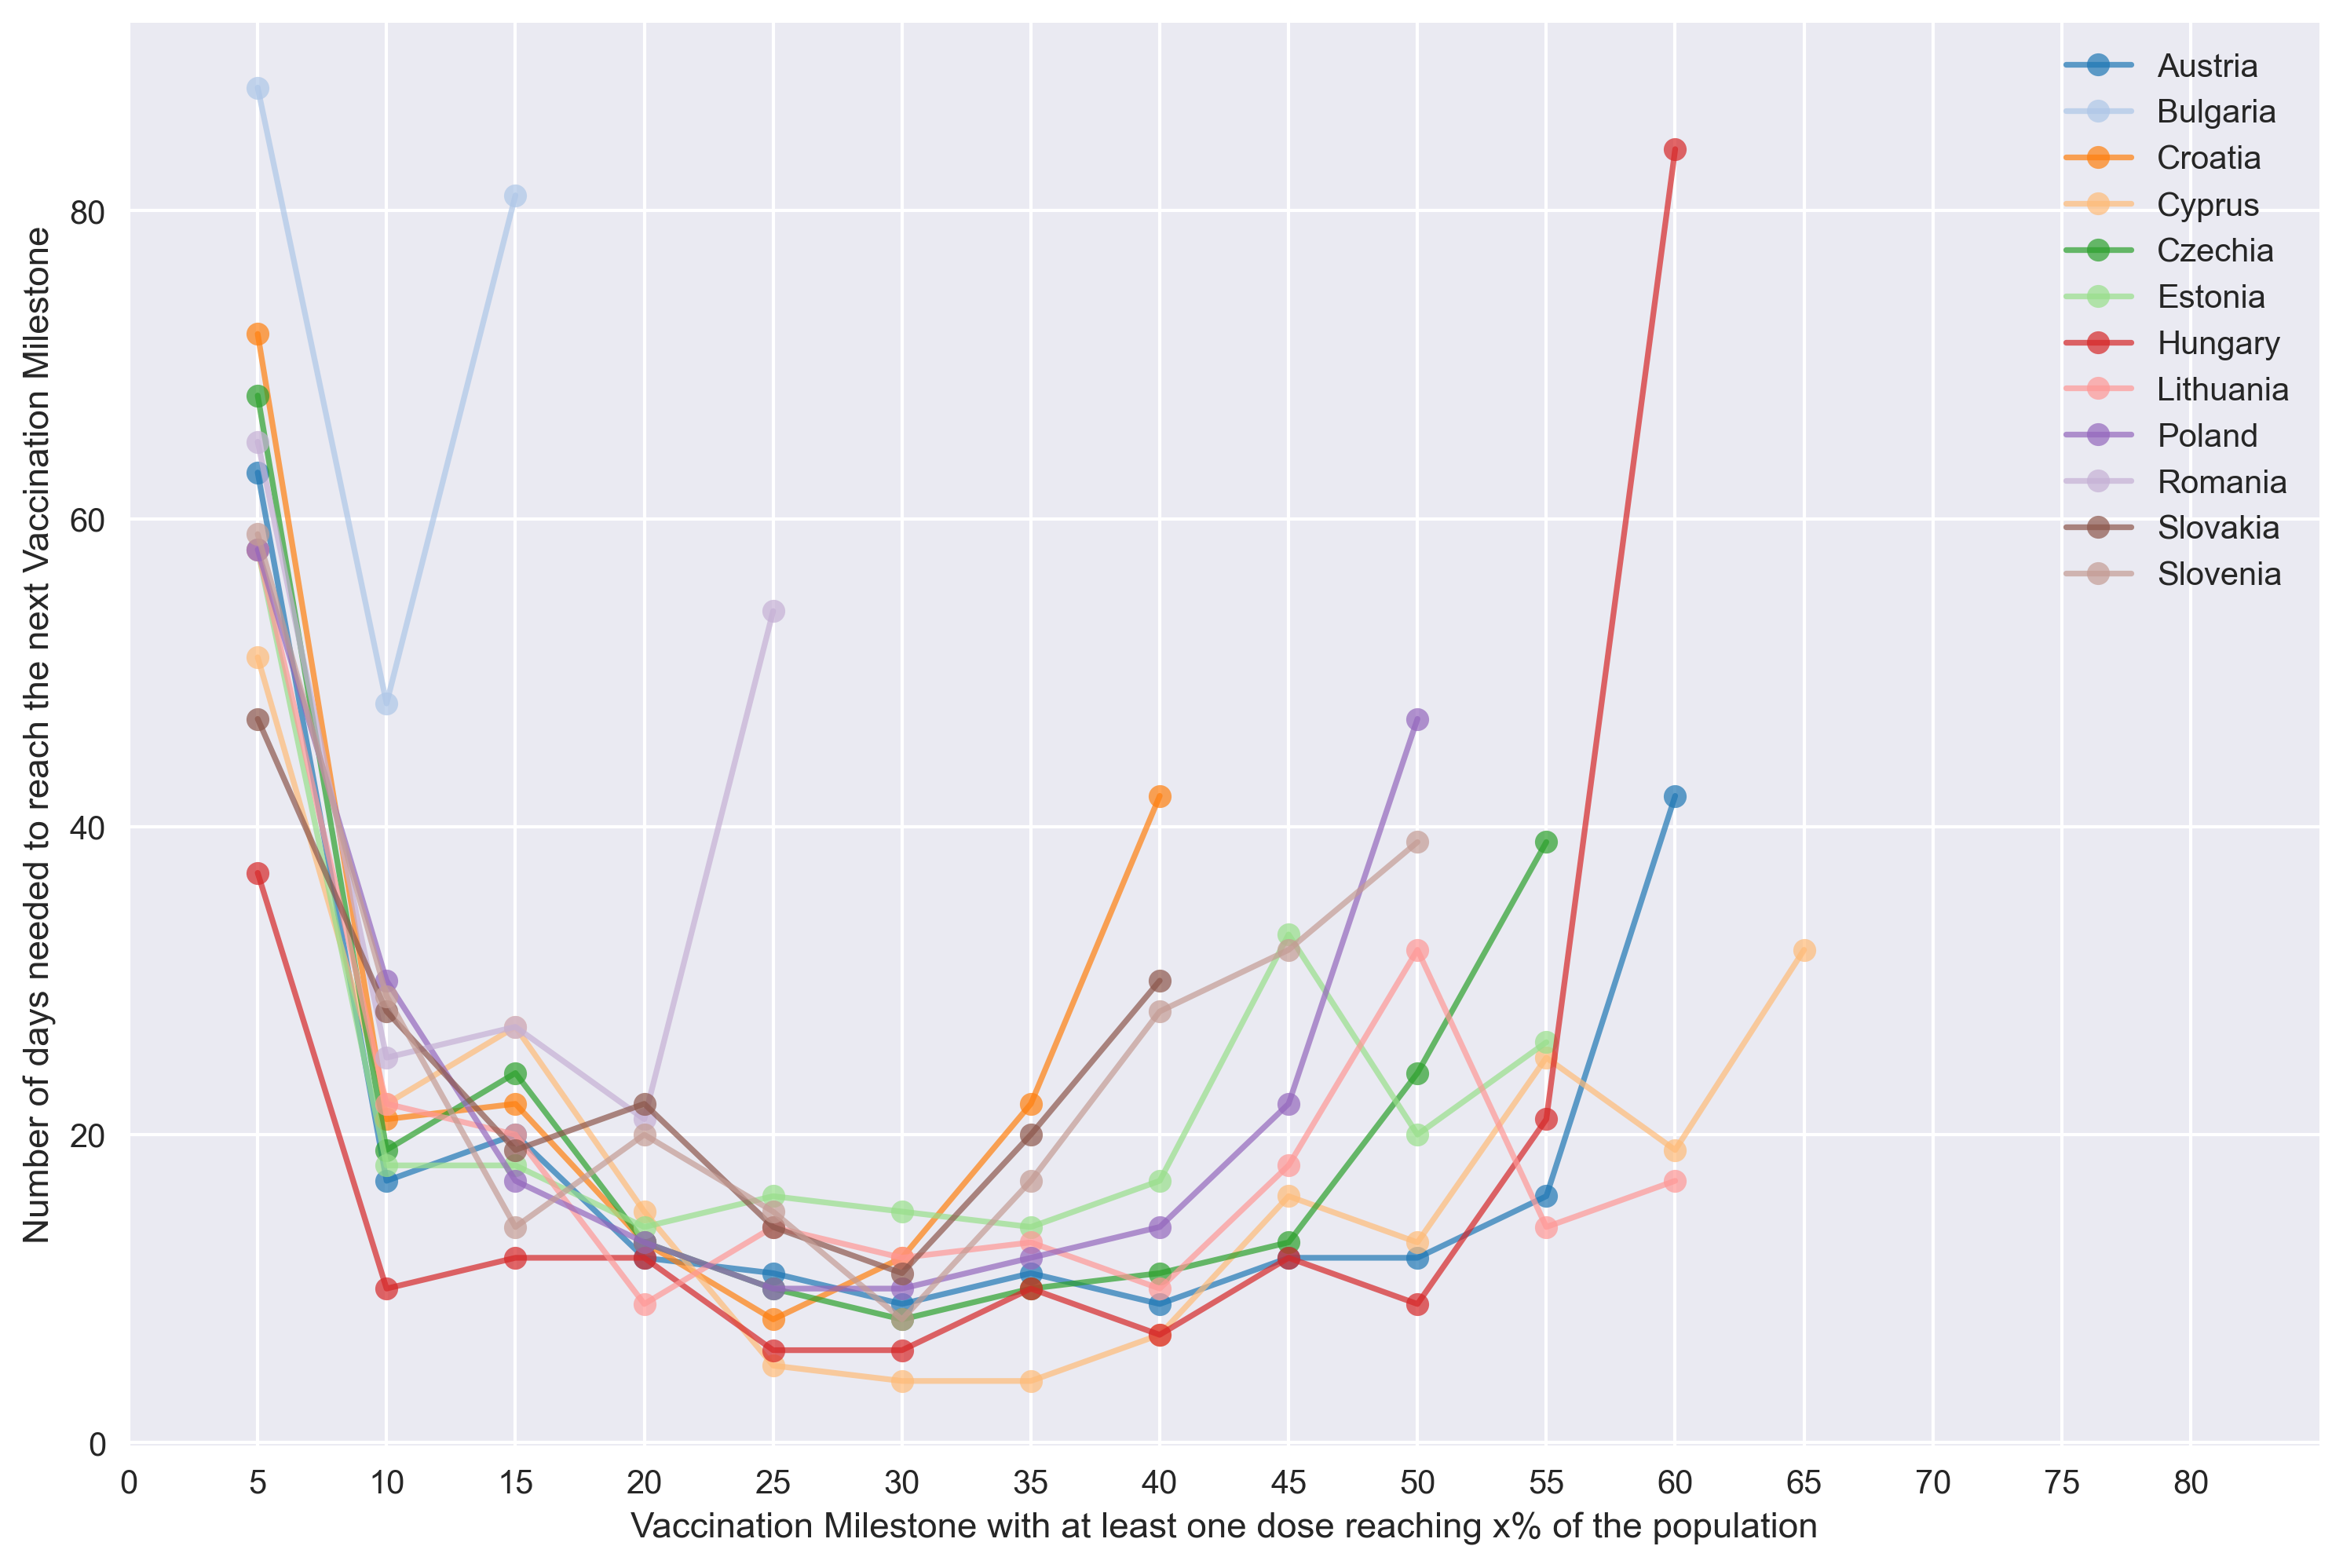 Number of days needed to reach the next Vaccination Milestone
80
60
40
20
0
0 5 10 15 20 25 30 35 40 45 50 55 60 65 70 75 80
Vaccination Milestone with at least one dose reaching x% of the population
Austria
Bulgaria
Croatia
Cyprus
Czechia
Estonia
Hungary
Lithuania
Poland
Romania
Slovakia
Slovenia